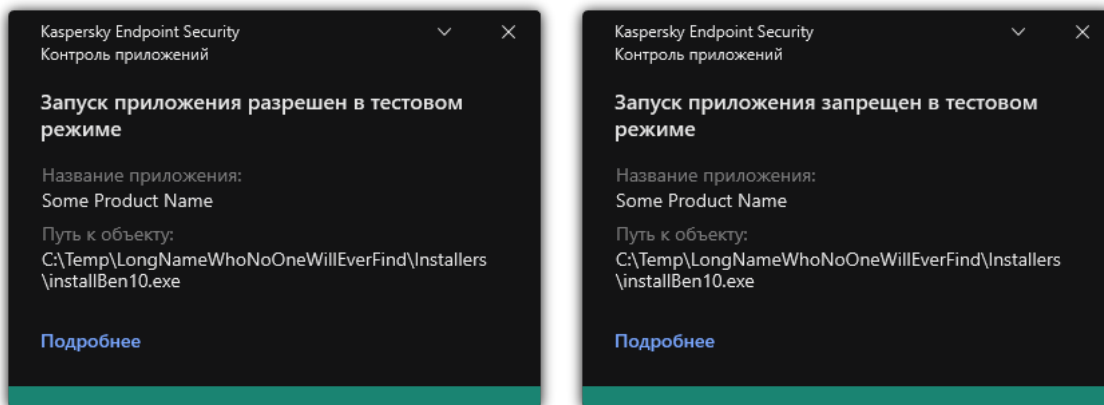 Kaspersky Endpoint Security
Контроль приложений
Запуск приложения разрешен в тестовом
режиме
Название приложения:
Some Product Name
Путь к объекту:
C:\Temp\LongNameWhoNoOneWillEverFind\Installers
\installBen10.exe
Подробнее
Kaspersky Endpoint Security
Контроль приложений
Запуск приложения запрещен в тестовом
режиме
Название приложения:
Some Product Name
Путь к объекту:
C:\Temp\LongNameWhoNoOneWillEverFind\Installers
\installBen10.exe
Подробнее